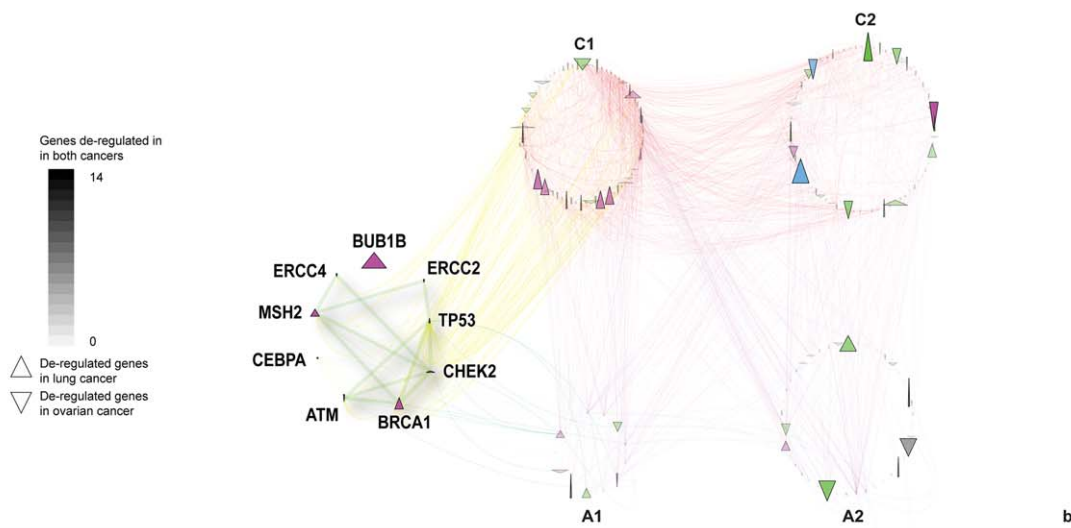 C1
C2
Genes de-regulated in
in both cancers
14
0
De-regulated genes
in lung cancer
De-regulated genes
in ovarian cancer
BUB1B
ERCC4
ERCC2
MSH2
TP53
CEBPA
CHEK2
ATM
BRCA1
A1
A2
b